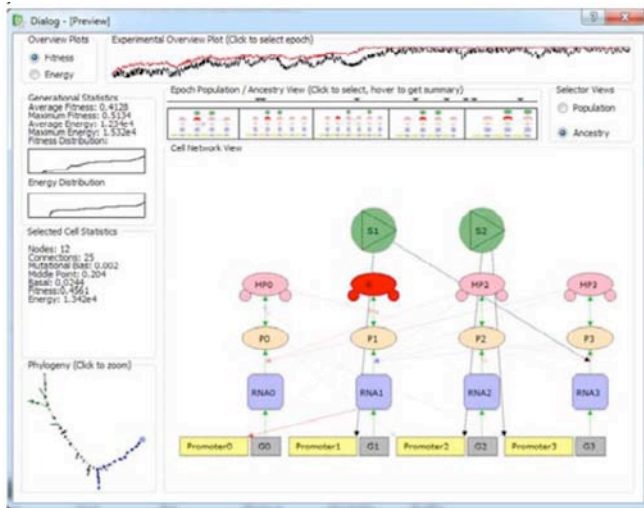 Dialog - [Preview]
Overview Plots
Fitness
Energy
Experimental Overview Plot (Click to select epoch)
Generational Statistics
Average Fitness: 0.4128
Maximum Fitness: 0.5134
Average Energy: 1.234e4
Maximum Energy: 1.532e4
Fitness Distribution:
Energy Distribution
Epoch Population / Ancestry View (Click to select, hover to get summary)
Selector Views
Population
Ancestry
Cell Network View
Selected Cell Statistics
Nodes: 12
Connections: 25
Mutational Bias: 0.002
Middle Point: 0.204
Basal: 0.0244
Fitness:0.4561
Energy: 1.342e4
Phylogeny (Click to zoom)
S1 S2
MP0 MP2 MP3
P0 P1 P2 P3
RNA0 RNA1 RNA2 RNA3
Promoter0 G0 Promoter1 G1 Promoter2 G2 Promoter3 G3